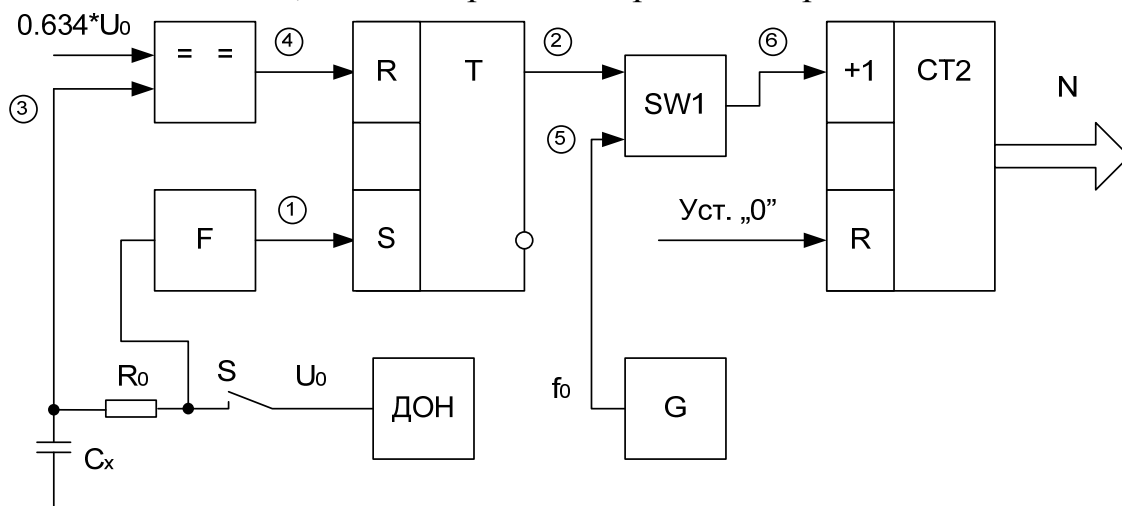 0.634*U₀
= =
④
R
T
②
SW1
⑥
+1
CT2
N
③
⑤
F
①
S
Уст. „0”
R
R₀
S
U₀
ДОН
f₀
G
Cₓ